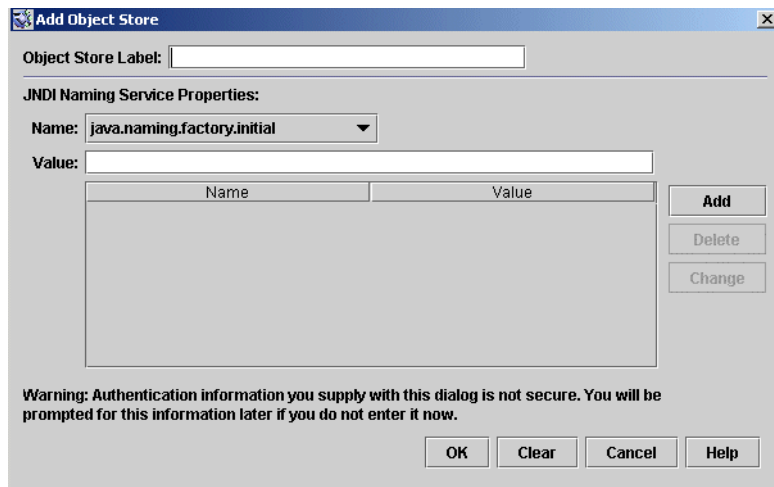 Add Object Store
Object Store Label:
JNDI Naming Service Properties:
Name: java.naming.factory.initial
Value:
Name Value
Add
Delete
Change
Warning: Authentication information you supply with this dialog is not secure. You will be
prompted for this information later if you do not enter it now.
OK Clear Cancel Help